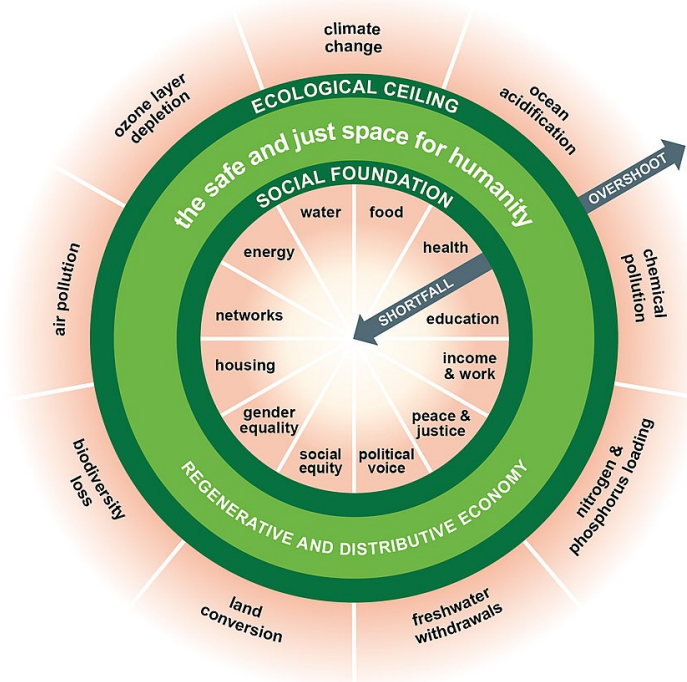 climate
change
ocean
acidification
chemical
pollution
nitrogen &
phosphorus loading
freshwater
withdrawals
land
conversion
biodiversity
loss
air pollution
ozone layer
depletion
OVERSHOOT
ECOLOGICAL CEILING
the safe and just space for humanity
SOCIAL FOUNDATION
water
food
health
SHORTFALL
education
income
& work
peace &
justice
political
voice
social
equity
gender
equality
housing
networks
energy
REGENERATIVE AND DISTRIBUTIVE ECONOMY